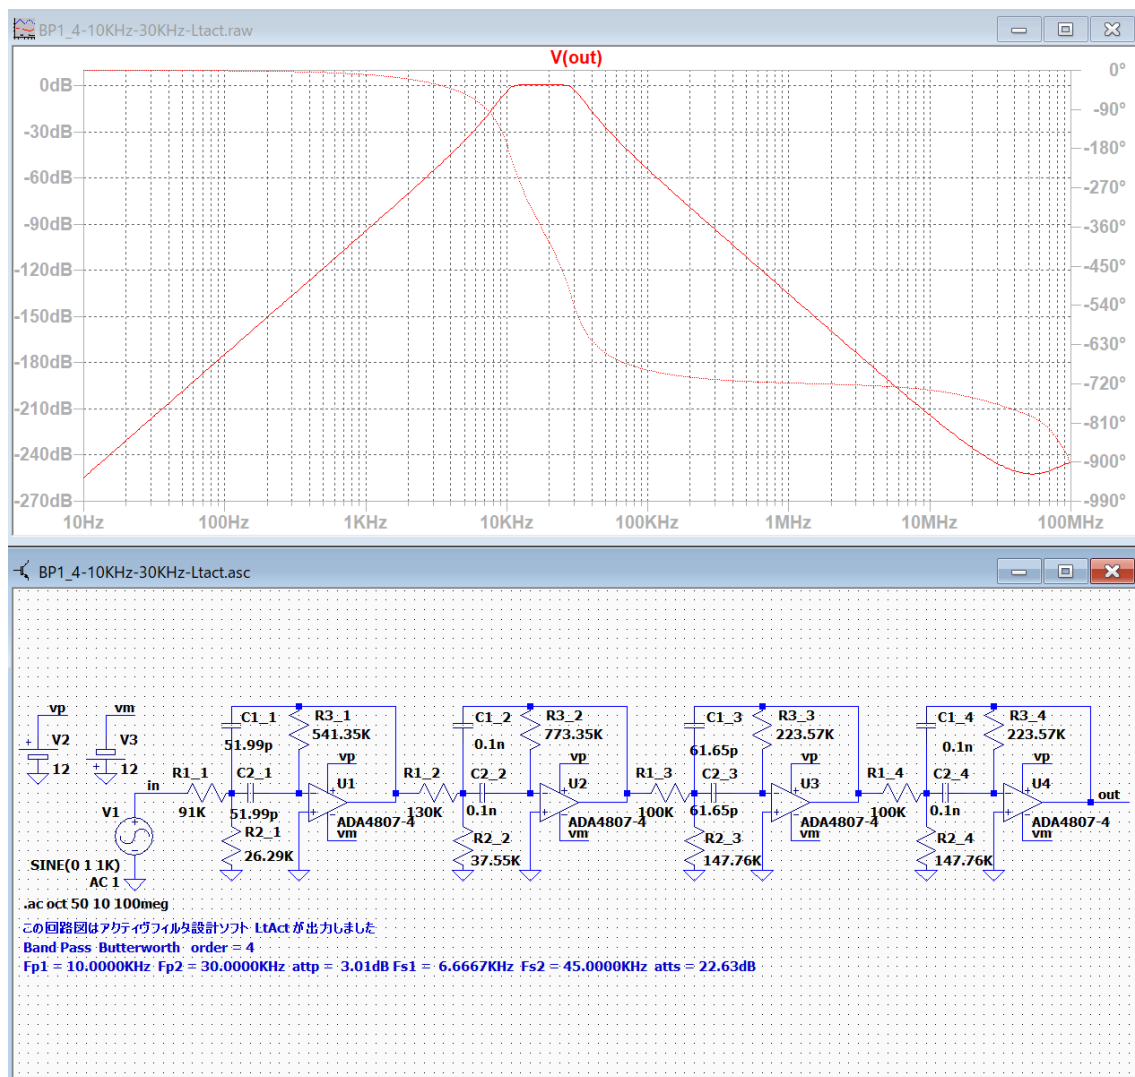 BP1_4-10KHz-30KHz-Ltact.raw
V(out)
0dB
-30dB
-60dB
-90dB
-120dB
-150dB
-180dB
-210dB
-240dB
-270dB
0°
-90°
-180°
-270°
-360°
-450°
-540°
-630°
-720°
-810°
-900°
-990°
10Hz 100Hz 1KHz 10KHz 100KHz 1MHz 10MHz 100MHz
BP1_4-10KHz-30KHz-Ltact.asc
vp
V2
12
vm
V3
12
in
V1
SINE(0 1 1K)
AC 1
R1_1
91K
C1_1
51.99p
C2_1
51.99p
R2_1
26.29K
R3_1
541.35K
vp
U1
ADA4807-4
vm
R1_2
130K
C1_2
0.1n
C2_2
0.1n
R2_2
37.55K
R3_2
773.35K
vp
U2
ADA4807-4
vm
R1_3
100K
C1_3
61.65p
C2_3
61.65p
R2_3
147.76K
R3_3
223.57K
vp
U3
ADA4807-4
vm
R1_4
100K
C1_4
0.1n
C2_4
0.1n
R2_4
147.76K
R3_4
223.57K
vp
U4
ADA4807-4
vm
out
.ac oct 50 10 100meg
この回路図はアクティヴフィルタ設計ソフト LtAct が出力しました
Band Pass Butterworth order = 4
Fp1 = 10.0000KHz Fp2 = 30.0000KHz attp = 3.01dB Fs1 = 6.6667KHz Fs2 = 45.0000KHz atts = 22.63dB